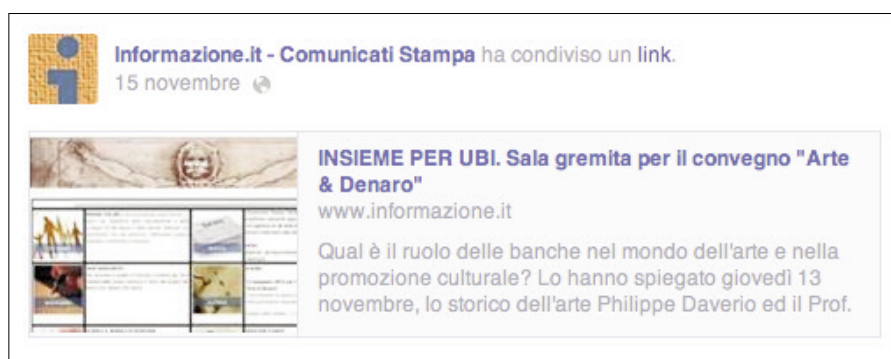 Informazione.it - Comunicati Stampa ha condiviso un link.
15 novembre
INSIEME PER UBI. Sala gremita per il convegno "Arte
& Denaro"
www.informazione.it
Qual è il ruolo delle banche nel mondo dell'arte e nella
promozione culturale? Lo hanno spiegato giovedì 13
novembre, lo storico dell'arte Philippe Daverio ed il Prof.